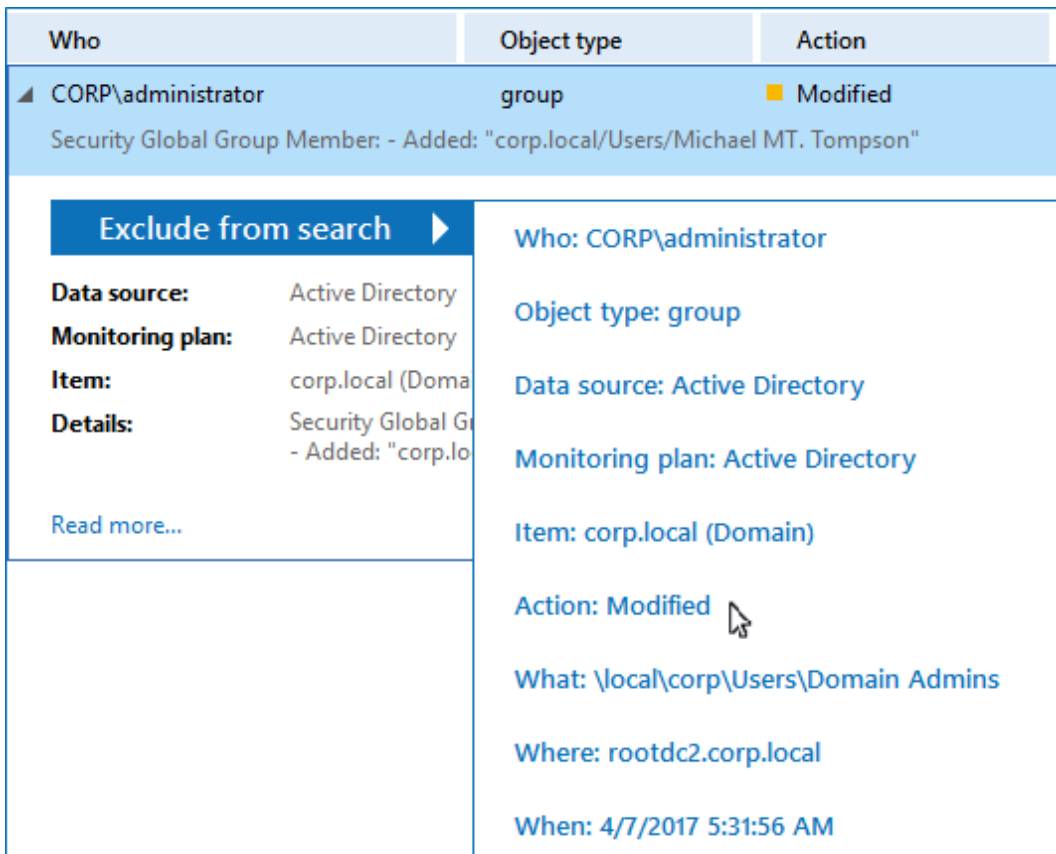 Who Object type Action
CORP\administrator group Modified
Security Global Group Member: - Added: "corp.local/Users/Michael MT. Tompson"
Exclude from search
Data source: Active Directory
Monitoring plan: Active Directory
Item: corp.local (Doma
Details: Security Global Gr
- Added: "corp.lo
Read more...
Who: CORP\administrator
Object type: group
Data source: Active Directory
Monitoring plan: Active Directory
Item: corp.local (Domain)
Action: Modified
What: \local\corp\Users\Domain Admins
Where: rootdc2.corp.local
When: 4/7/2017 5:31:56 AM